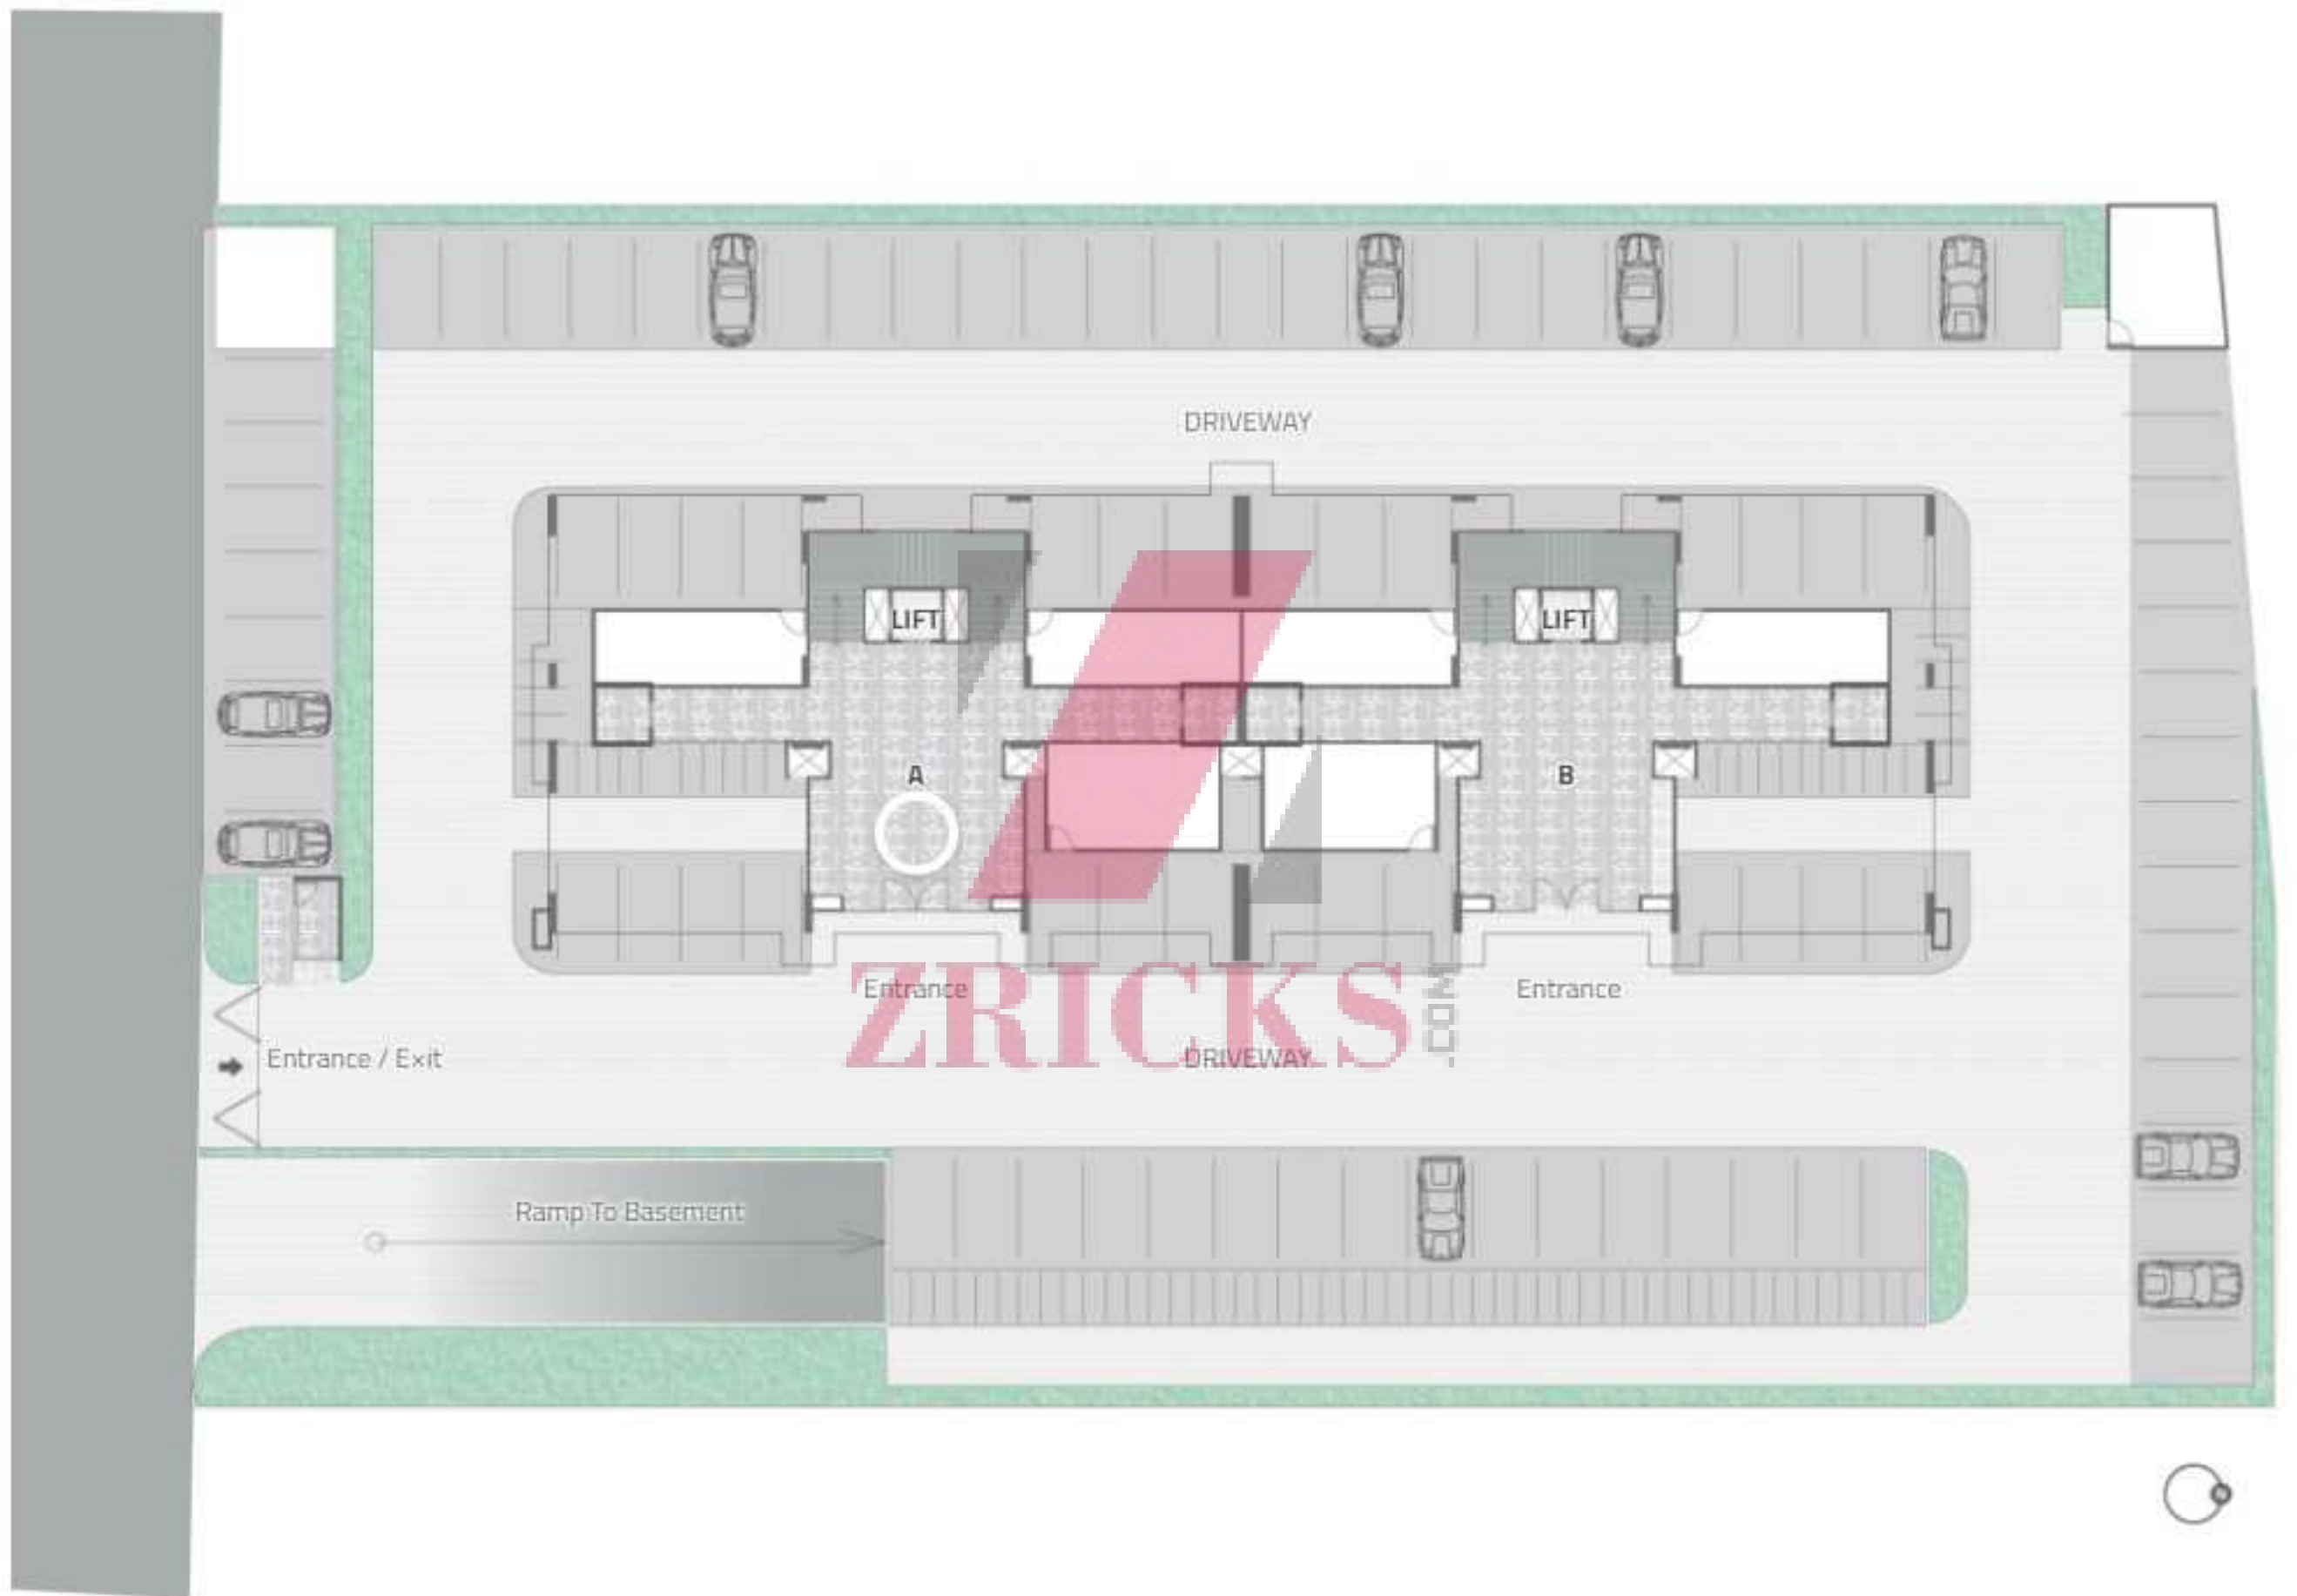 DRIVEWAY
LIFT
LIFT
A
B
Entrance
Entrance
ZRICKS
.COM
Entrance / Exit
DRIVEWAY
Ramp To Basement